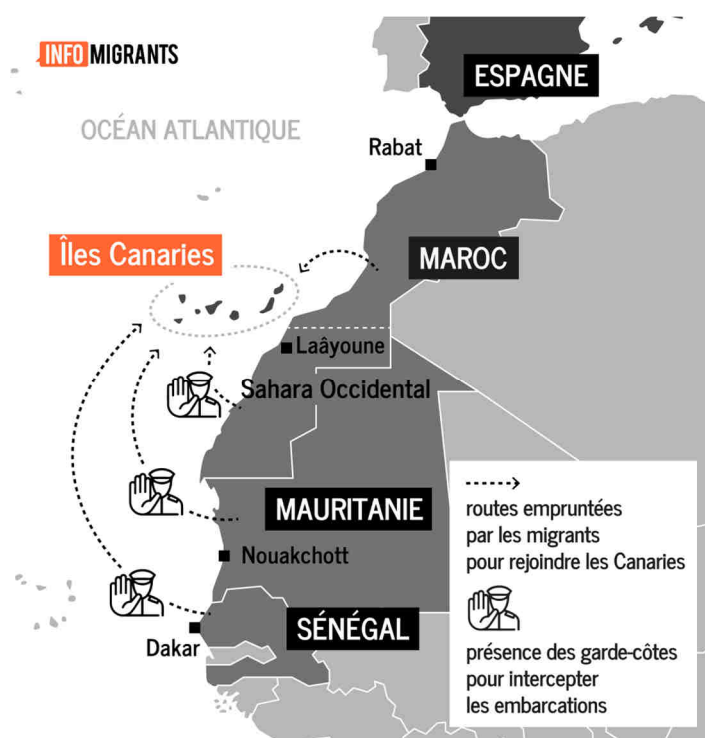 INFO MIGRANTS
ESPAGNE
OCÉAN ATLANTIQUE
Rabat
Îles Canaries
MAROC
Laâyoune
Sahara Occidental
MAURITANIE
Nouakchott
SÉNÉGAL
Dakar
routes empruntées
par les migrants
pour rejoindre les Canaries
présence des garde-côtes
pour intercepter
les embarcations